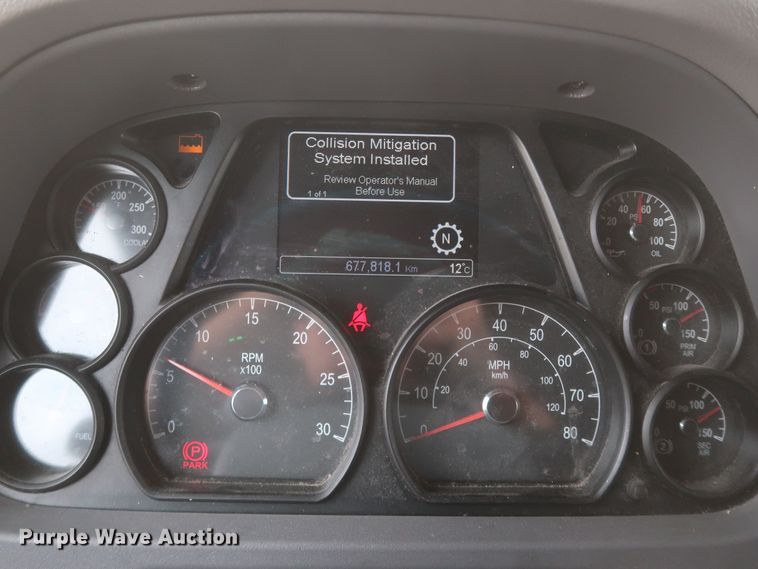 Collision Mitigation
System Installed
Review Operator's Manual
1 of 1
Before Use
N
677,818.1 Km
12°C
200
250
300
COOLANT
FUEL
0
5
10
15
20
25
30
RPM
x100
P
PARK
0
10
20
30
40
50
60
70
80
MPH
km/h
20
40
60
80
100
120
0
20
40
60
80
100
PSI
OIL
0
50
100
150
PSI
1
PRIM
AIR
0
50
100
150
PSI
2
SEC
AIR
Purple Wave Auction